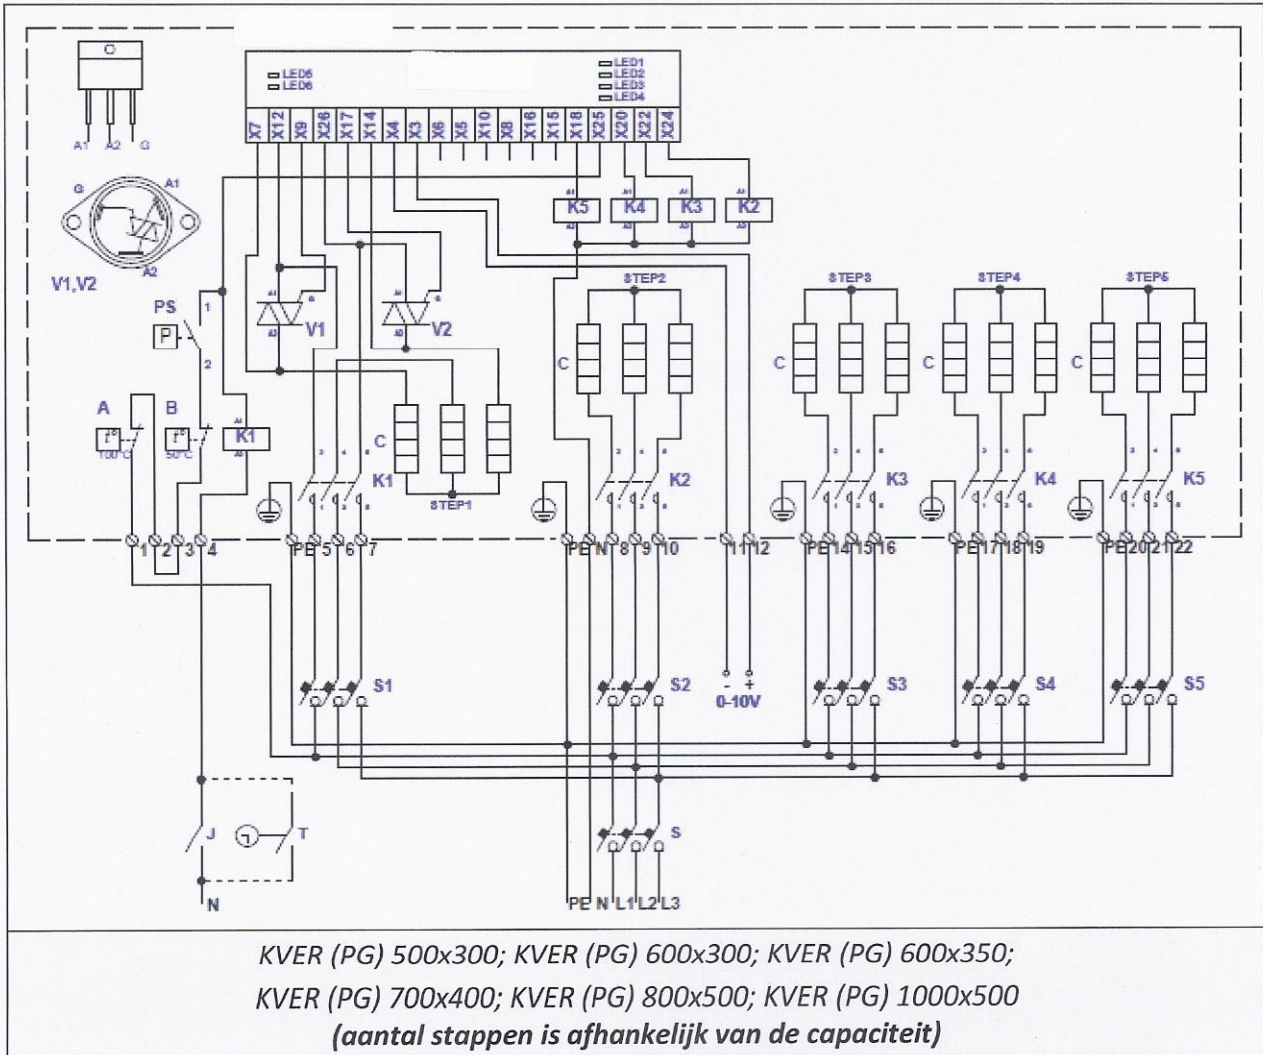 LED5
LED6
LED1
LED2
LED3
LED4
X7 X12 X9 X26 X17 X14 X4 X3 X6 X5 X10 X8 X16 X15 X18 X25 X20 X22 X24
A1 A2 G
G A1
A2
V1,V2
K5 K4 K3 K2
PS 1
P
2
V1 V2
STEP2 STEP3 STEP4 STEP5
C C C C
A B
t° t° K1
100°C 50°C
C
K1 K2 K3 K4 K5
STEP1
1 2 3 4 PE 5 6 7 PE N 8 9 10 11 12 PE 14 15 16 PE 17 18 19 PE 20 21 22
S1 S2 - + S3 S4 S5
0-10V
J T S
N PE N L1 L2 L3
KVER (PG) 500x300; KVER (PG) 600x300; KVER (PG) 600x350;
KVER (PG) 700x400; KVER (PG) 800x500; KVER (PG) 1000x500
(aantal stappen is afhankelijk van de capaciteit)